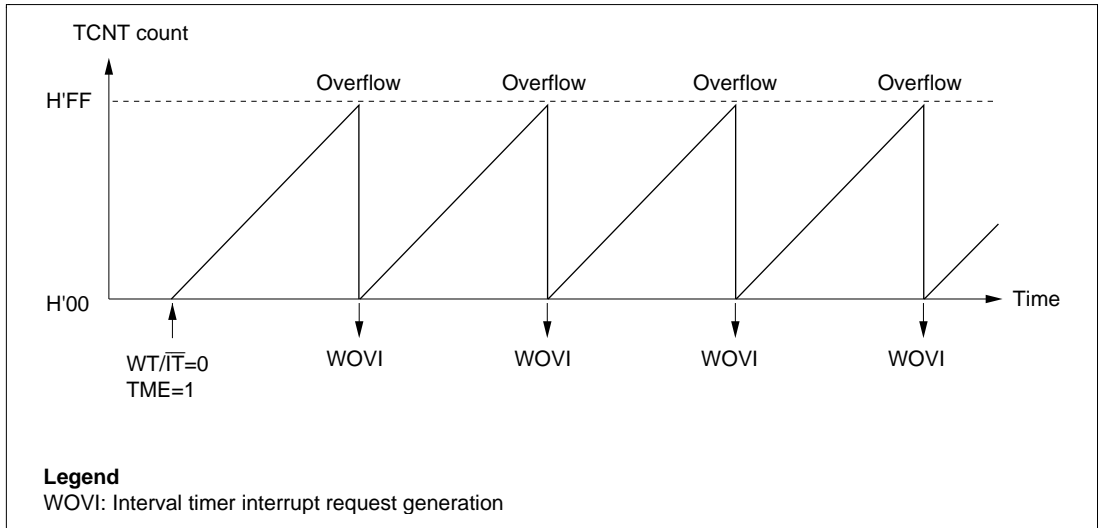 TCNT count
Overflow Overflow Overflow Overflow
H'FF
H'00
Time
WT/I̅T̅=0
TME=1
WOVI WOVI WOVI WOVI
Legend
WOVI: Interval timer interrupt request generation